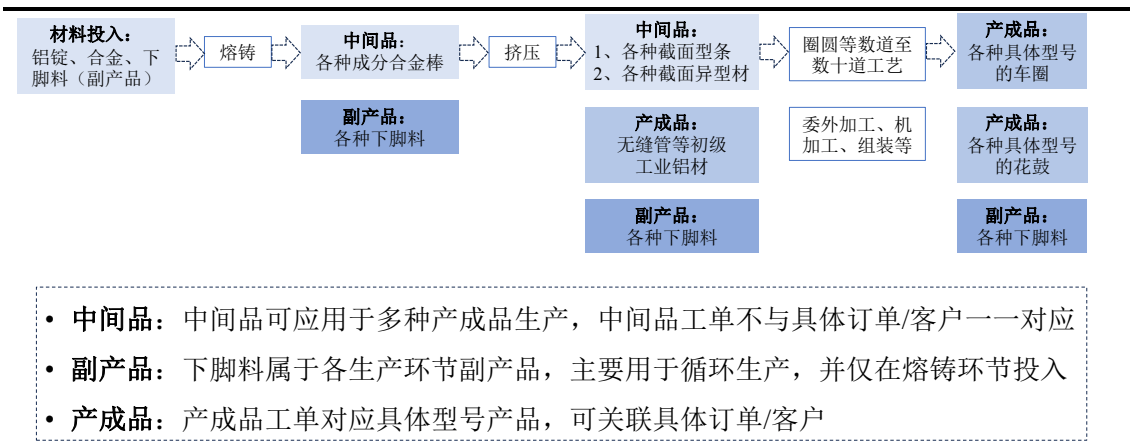 材料投入：
铝锭、合金、下
脚料（副产品）
熔铸
中间品：
各种成分合金棒
副产品：
各种下脚料
挤压
中间品：
1、各种截面型条
2、各种截面异型材
产成品：
无缝管等初级
工业铝材
副产品：
各种下脚料
圈圆等数道至
数十道工艺
委外加工、机
加工、组装等
产成品：
各种具体型号
的车圈
产成品：
各种具体型号
的花鼓
副产品：
各种下脚料
• 中间品：中间品可应用于多种产成品生产，中间品工单不与具体订单/客户一一对应
• 副产品：下脚料属于各生产环节副产品，主要用于循环生产，并仅在熔铸环节投入
• 产成品：产成品工单对应具体型号产品，可关联具体订单/客户